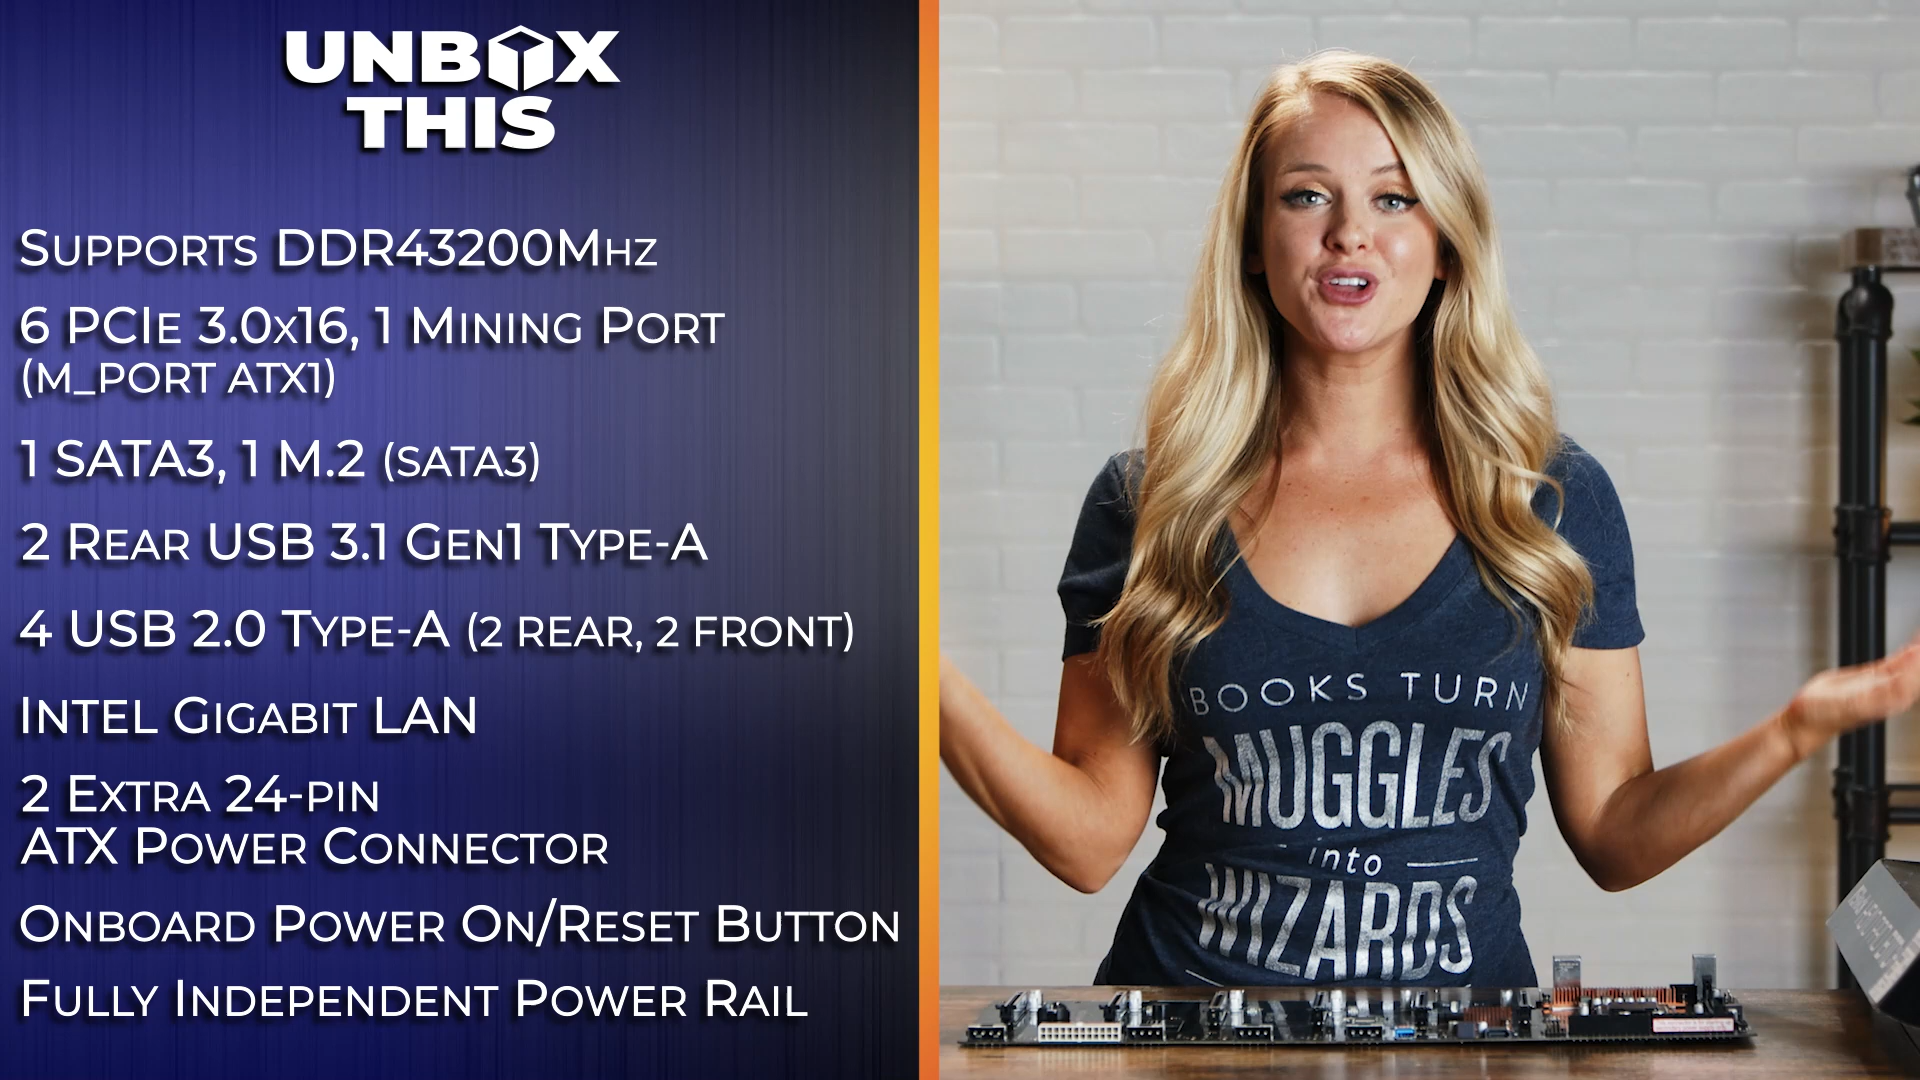 UNBOX
THIS
SUPPORTS DDR43200MHZ
6 PCIE 3.0X16, 1 MINING PORT
(M_PORT ATX1)
1 SATA3, 1 M.2 (SATA3)
2 REAR USB 3.1 GEN1 TYPE-A
4 USB 2.0 TYPE-A (2 REAR, 2 FRONT)
INTEL GIGABIT LAN
2 EXTRA 24-PIN
ATX POWER CONNECTOR
ONBOARD POWER ON/RESET BUTTON
FULLY INDEPENDENT POWER RAIL
BOOKS TURN
MUGGLES
into
WIZARDS